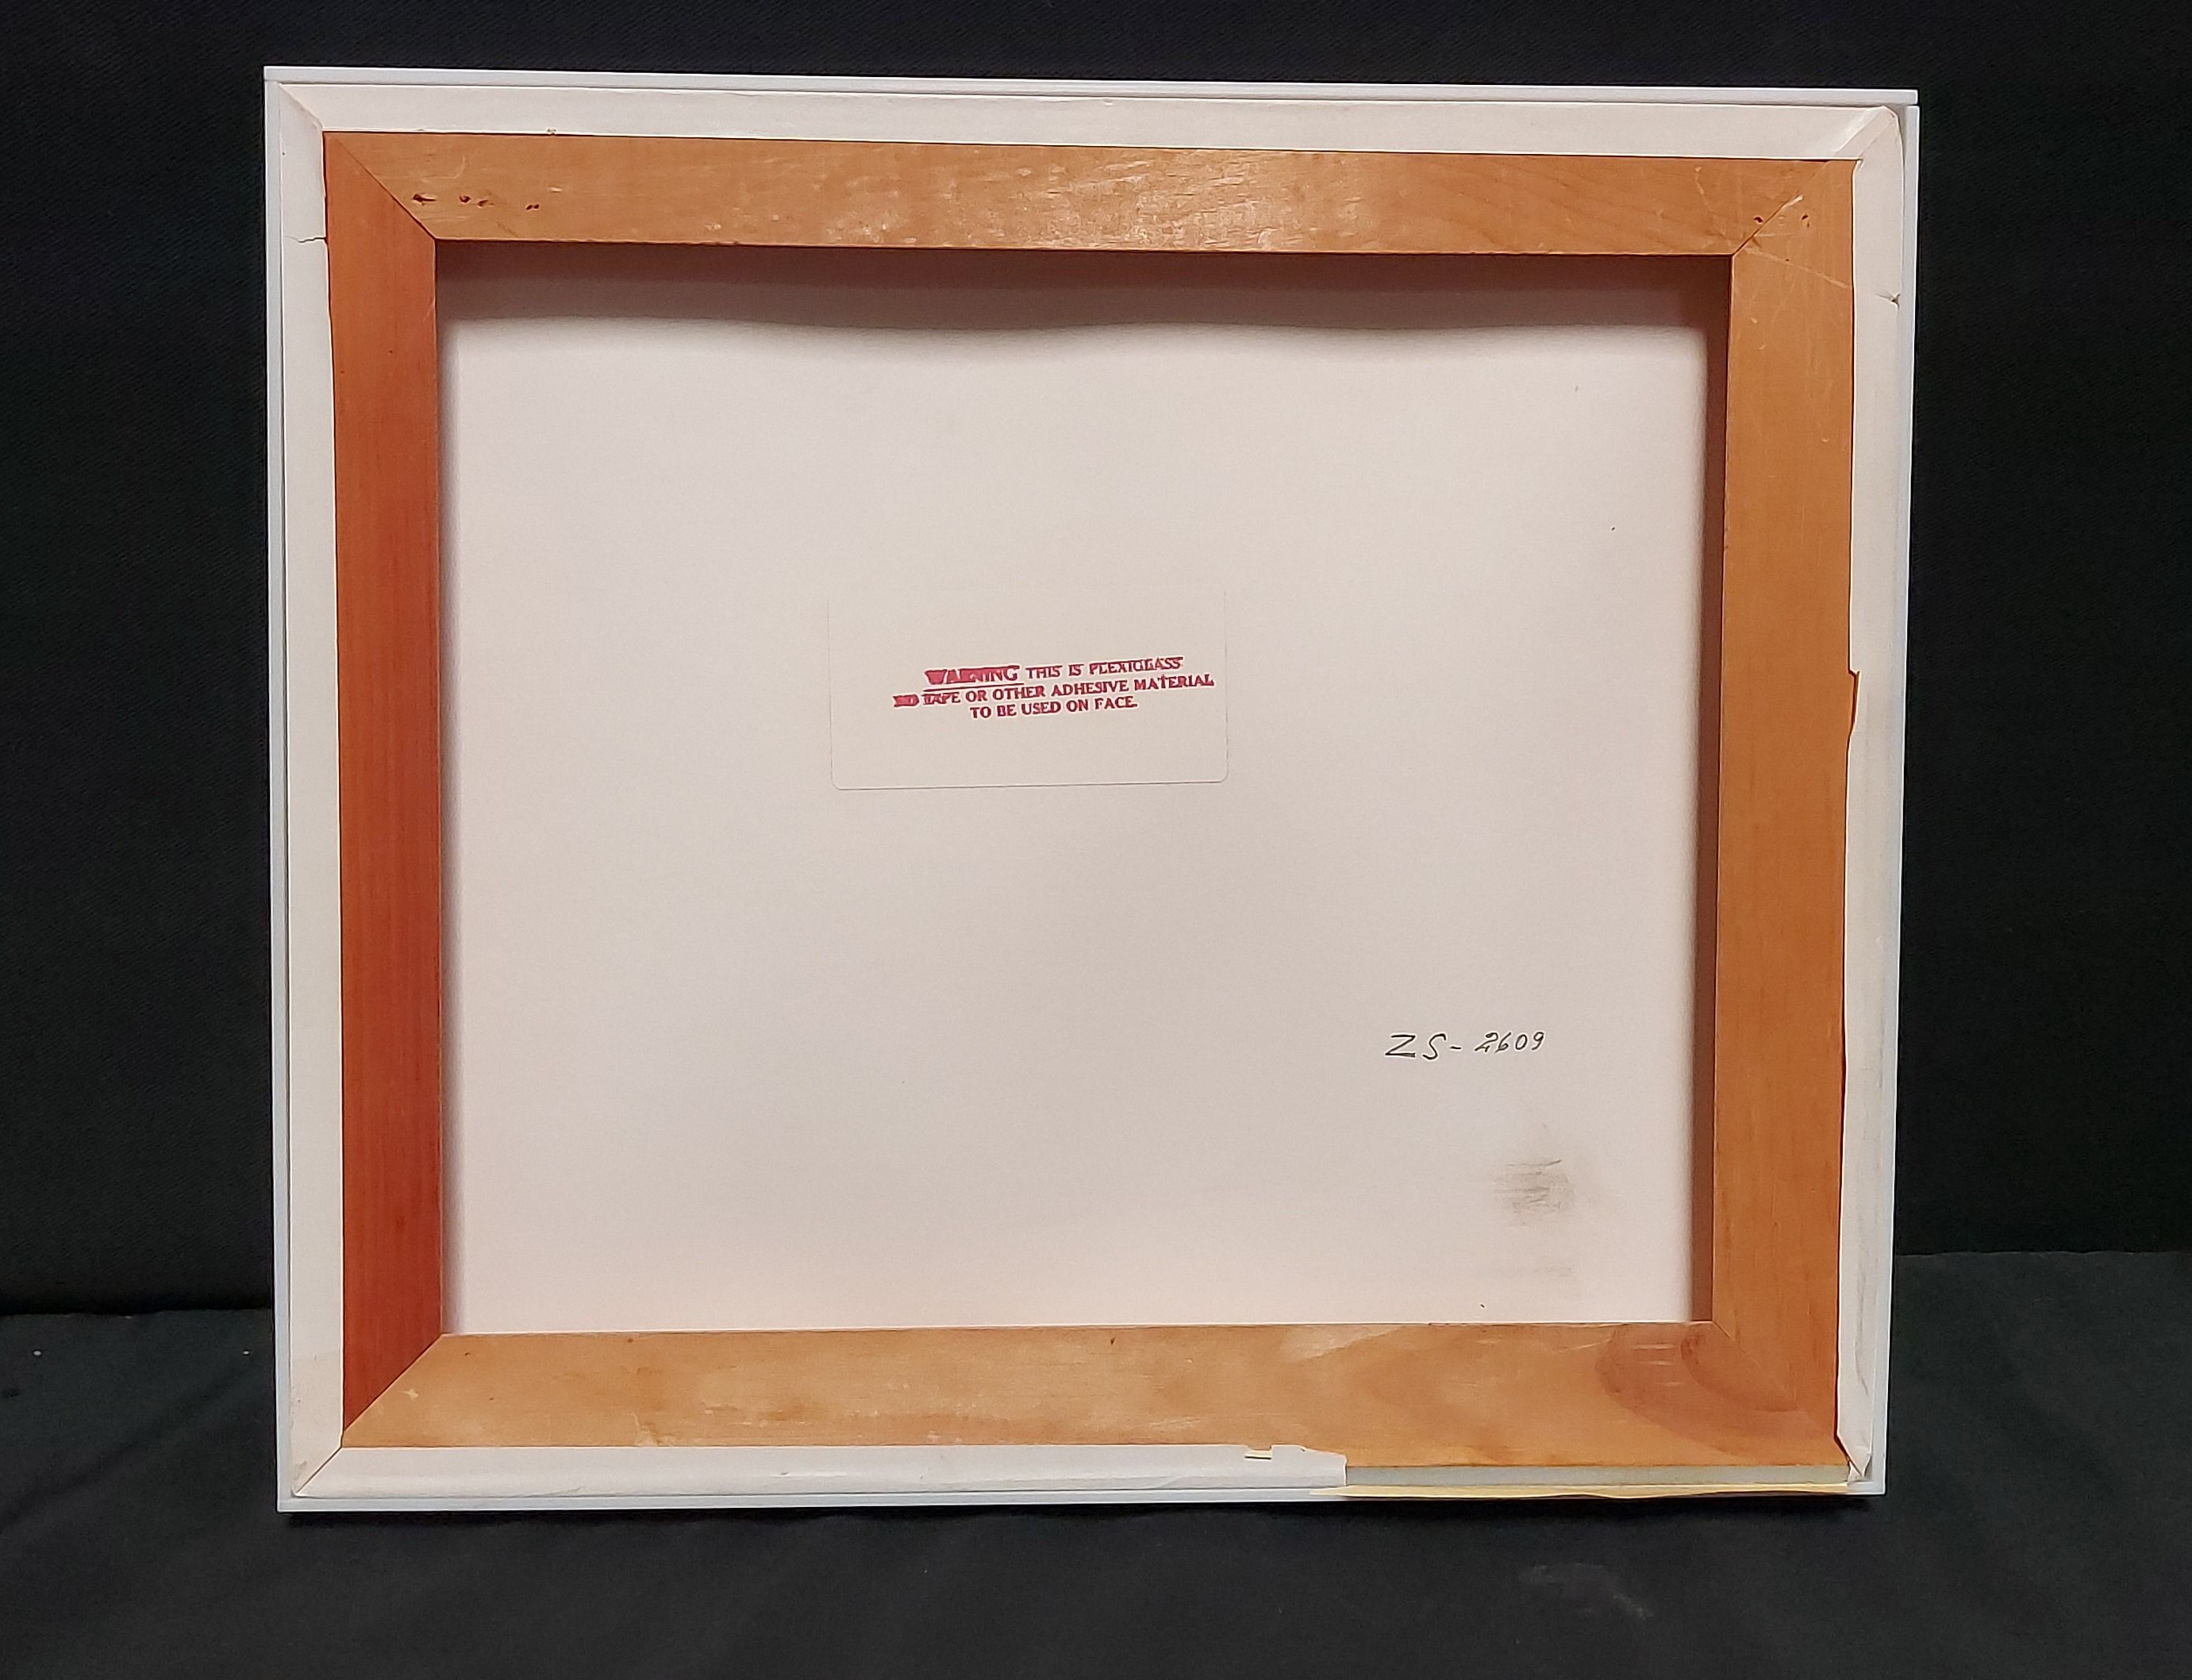 WARNING THIS IS PLEXIGLASS
NO TAPE OR OTHER ADHESIVE MATERIAL
TO BE USED ON FACE.
ZS-2609